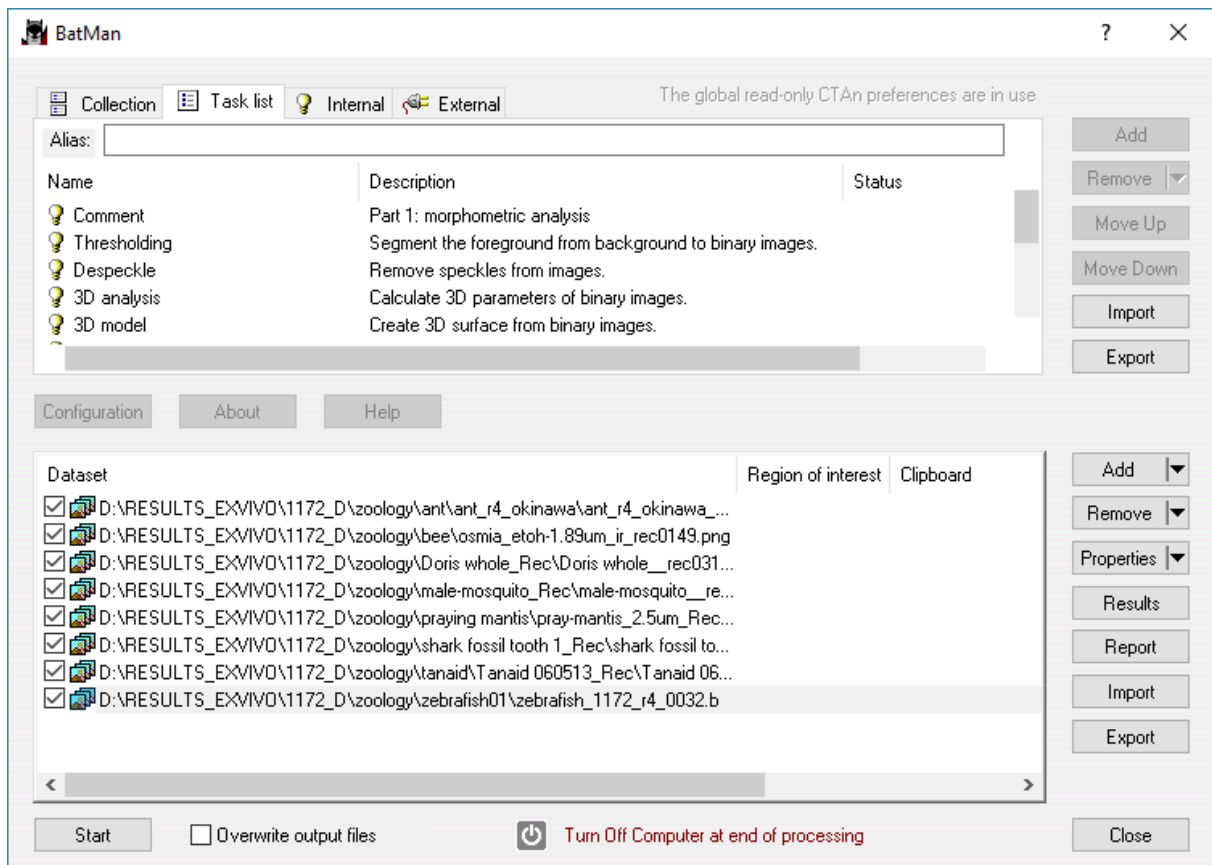 BatMan ?
Collection Task list Internal External The global read-only CTAn preferences are in use
Alias: Add
Name Description Status Remove
Comment Part 1: morphometric analysis
Thresholding Segment the foreground from background to binary images. Move Up
Despeckle Remove speckles from images. Move Down
3D analysis Calculate 3D parameters of binary images.
3D model Create 3D surface from binary images. Import
Export
Configuration About Help
Dataset Region of interest Clipboard Add
D:\RESULTS_EXVIVO\1172_D\zoology\ant\ant_r4_okinawa\ant_r4_okinawa_... Remove
D:\RESULTS_EXVIVO\1172_D\zoology\bee\osmia_etoh-1.89um_ir_rec0149.png
D:\RESULTS_EXVIVO\1172_D\zoology\Doris whole_Rec\Doris whole__rec031... Properties
D:\RESULTS_EXVIVO\1172_D\zoology\male-mosquito_Rec\male-mosquito__re... Results
D:\RESULTS_EXVIVO\1172_D\zoology\praying mantis\pray-mantis_2.5um_Rec...
D:\RESULTS_EXVIVO\1172_D\zoology\shark fossil tooth 1_Rec\shark fossil to... Report
D:\RESULTS_EXVIVO\1172_D\zoology\tanaid\Tanaid 060513_Rec\Tanaid 06...
D:\RESULTS_EXVIVO\1172_D\zoology\zebrafish01\zebrafish_1172_r4_0032.b Import
Export
Start Overwrite output files Turn Off Computer at end of processing Close